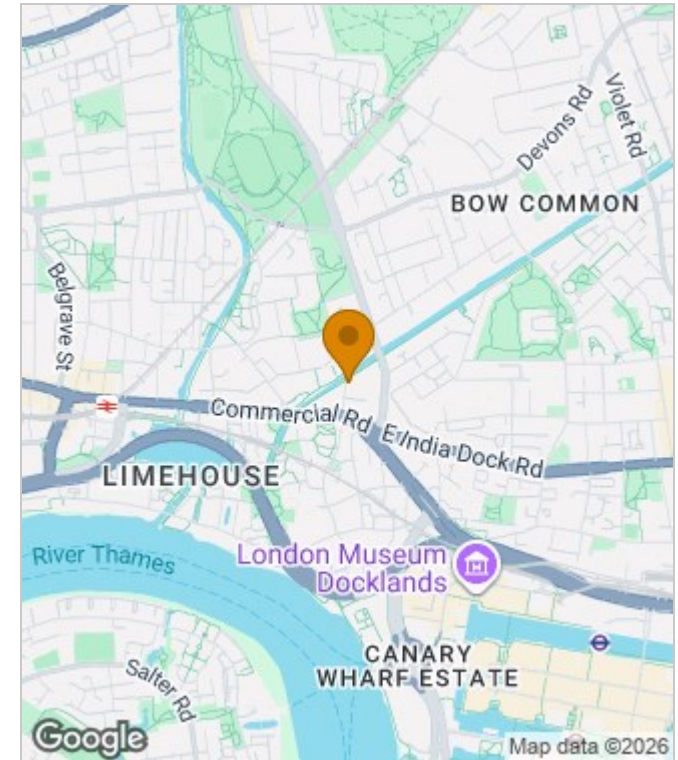 Devons Rd
Violet Rd
BOW COMMON
Belgrave St
Commercial Rd
E India Dock Rd
LIMEHOUSE
River Thames
London Museum
Docklands
CANARY
WHARF ESTATE
Salter Rd
Google
Map data ©2026